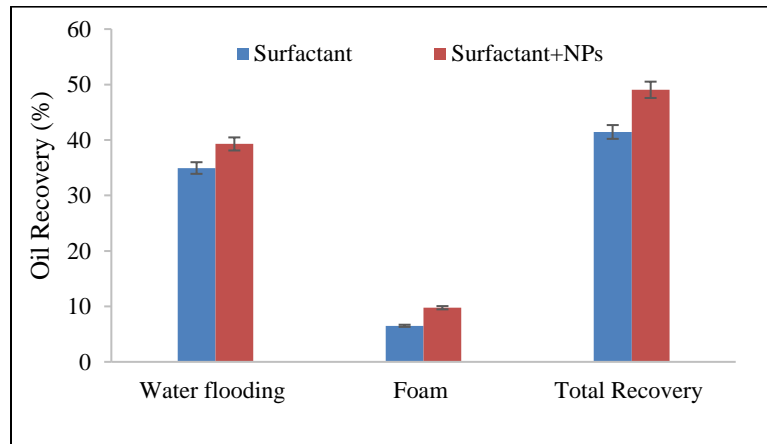 60
50
40
30
20
10
0
Oil Recovery (%)
Surfactant
Surfactant+NPs
Water flooding
Foam
Total Recovery